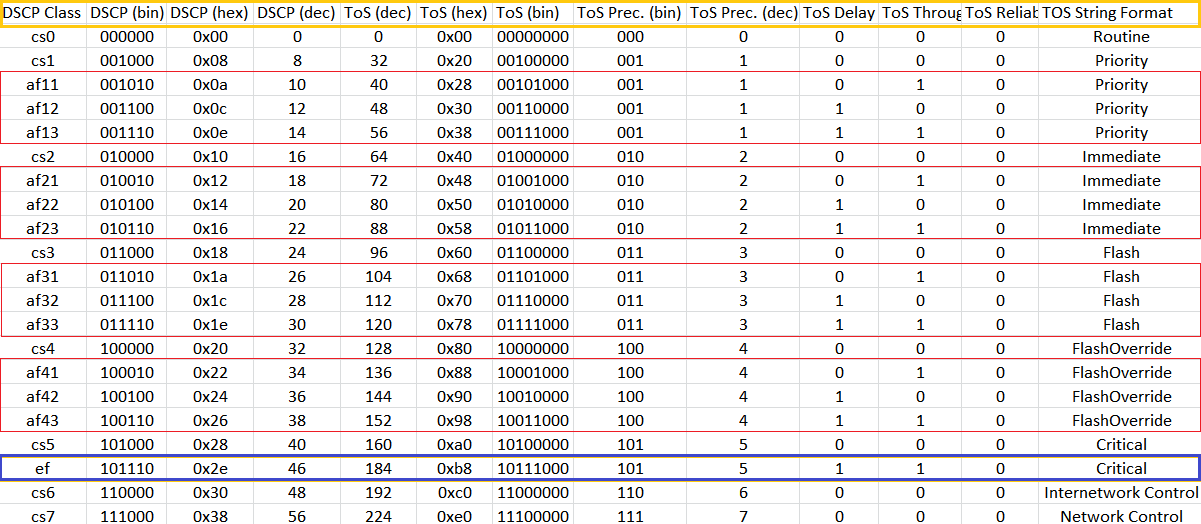 DSCP Class DSCP (bin) DSCP (hex) DSCP (dec) ToS (dec) ToS (hex) ToS (bin) ToS Prec. (bin) ToS Prec. (dec) ToS Delay ToS Throug ToS Reliab TOS String Format
cs0 000000 0x00 0 0 0x00 00000000 000 0 0 0 0 Routine
cs1 001000 0x08 8 32 0x20 00100000 001 1 0 0 0 Priority
af11 001010 0x0a 10 40 0x28 00101000 001 1 0 1 0 Priority
af12 001100 0x0c 12 48 0x30 00110000 001 1 1 0 0 Priority
af13 001110 0x0e 14 56 0x38 00111000 001 1 1 1 0 Priority
cs2 010000 0x10 16 64 0x40 01000000 010 2 0 0 0 Immediate
af21 010010 0x12 18 72 0x48 01001000 010 2 0 1 0 Immediate
af22 010100 0x14 20 80 0x50 01010000 010 2 1 0 0 Immediate
af23 010110 0x16 22 88 0x58 01011000 010 2 1 1 0 Immediate
cs3 011000 0x18 24 96 0x60 01100000 011 3 0 0 0 Flash
af31 011010 0x1a 26 104 0x68 01101000 011 3 0 1 0 Flash
af32 011100 0x1c 28 112 0x70 01110000 011 3 1 0 0 Flash
af33 011110 0x1e 30 120 0x78 01111000 011 3 1 1 0 Flash
cs4 100000 0x20 32 128 0x80 10000000 100 4 0 0 0 FlashOverride
af41 100010 0x22 34 136 0x88 10001000 100 4 0 1 0 FlashOverride
af42 100100 0x24 36 144 0x90 10010000 100 4 1 0 0 FlashOverride
af43 100110 0x26 38 152 0x98 10011000 100 4 1 1 0 FlashOverride
cs5 101000 0x28 40 160 0xa0 10100000 101 5 0 0 0 Critical
ef 101110 0x2e 46 184 0xb8 10111000 101 5 1 1 0 Critical
cs6 110000 0x30 48 192 0xc0 11000000 110 6 0 0 0 Internetwork Control
cs7 111000 0x38 56 224 0xe0 11100000 111 7 0 0 0 Network Control